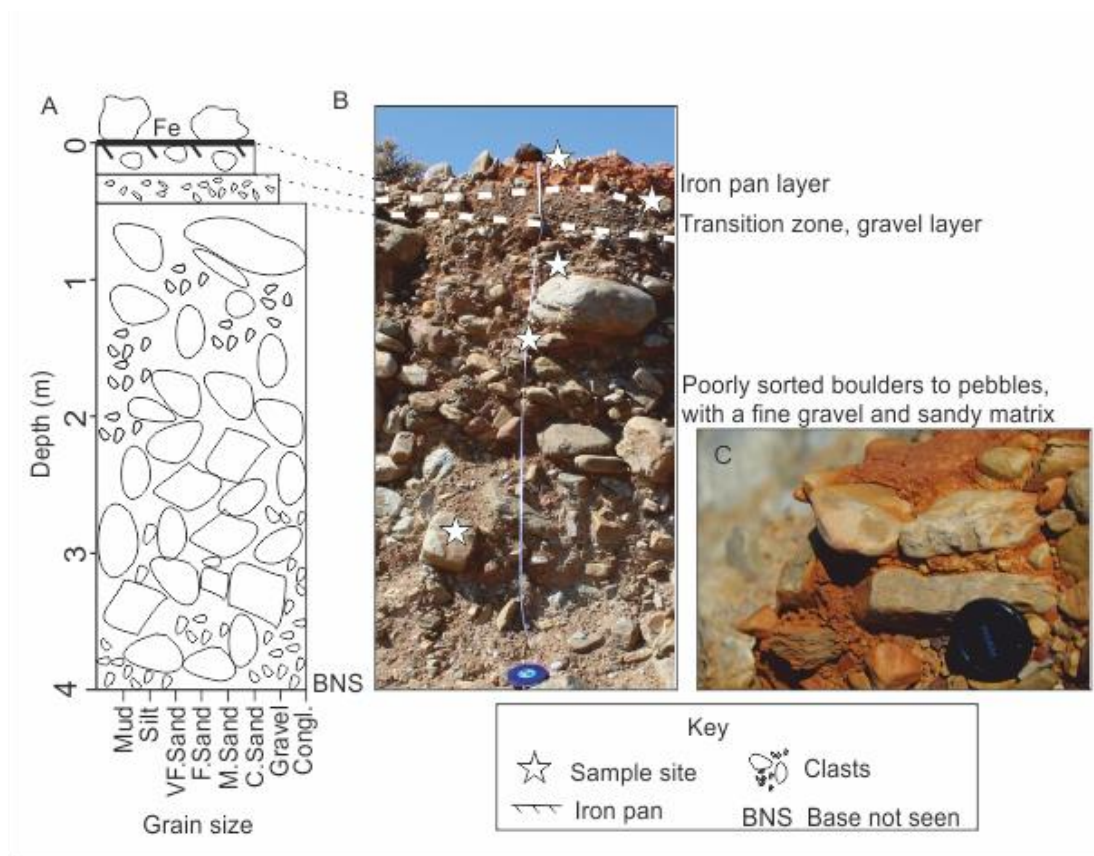 A
B
Fe
0
Iron pan layer
Transition zone, gravel layer
1
Depth (m)
2
Poorly sorted boulders to pebbles,
with a fine gravel and sandy matrix
C
3
4
BNS
Mud
Silt
VF.Sand
F.Sand
M.Sand
C.Sand
Gravel
Congl.
Grain size
Key
Sample site
Clasts
Iron pan
BNS Base not seen